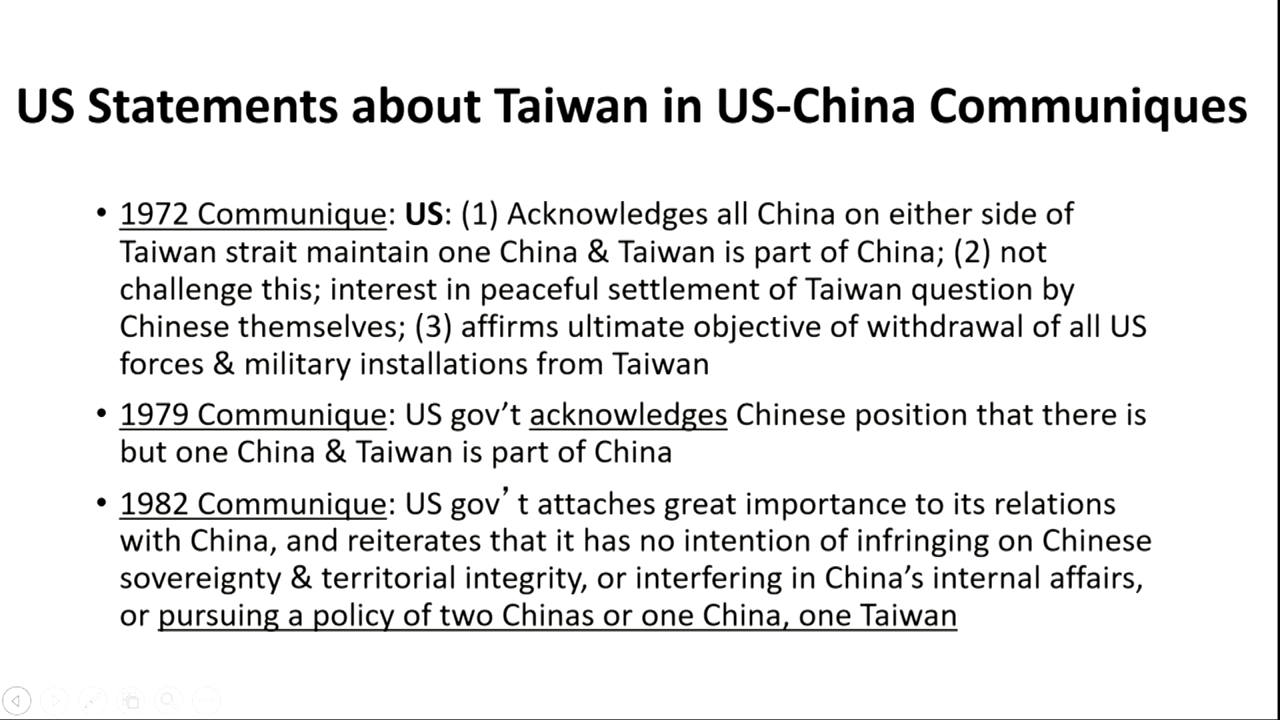 US Statements about Taiwan in US-China Communiques
• 1972 Communique: US: (1) Acknowledges all China on either side of
Taiwan strait maintain one China & Taiwan is part of China; (2) not
challenge this; interest in peaceful settlement of Taiwan question by
Chinese themselves; (3) affirms ultimate objective of withdrawal of all US
forces & military installations from Taiwan
• 1979 Communique: US gov’t acknowledges Chinese position that there is
but one China & Taiwan is part of China
• 1982 Communique: US gov’ t attaches great importance to its relations
with China, and reiterates that it has no intention of infringing on Chinese
sovereignty & territorial integrity, or interfering in China’s internal affairs,
or pursuing a policy of two Chinas or one China, one Taiwan